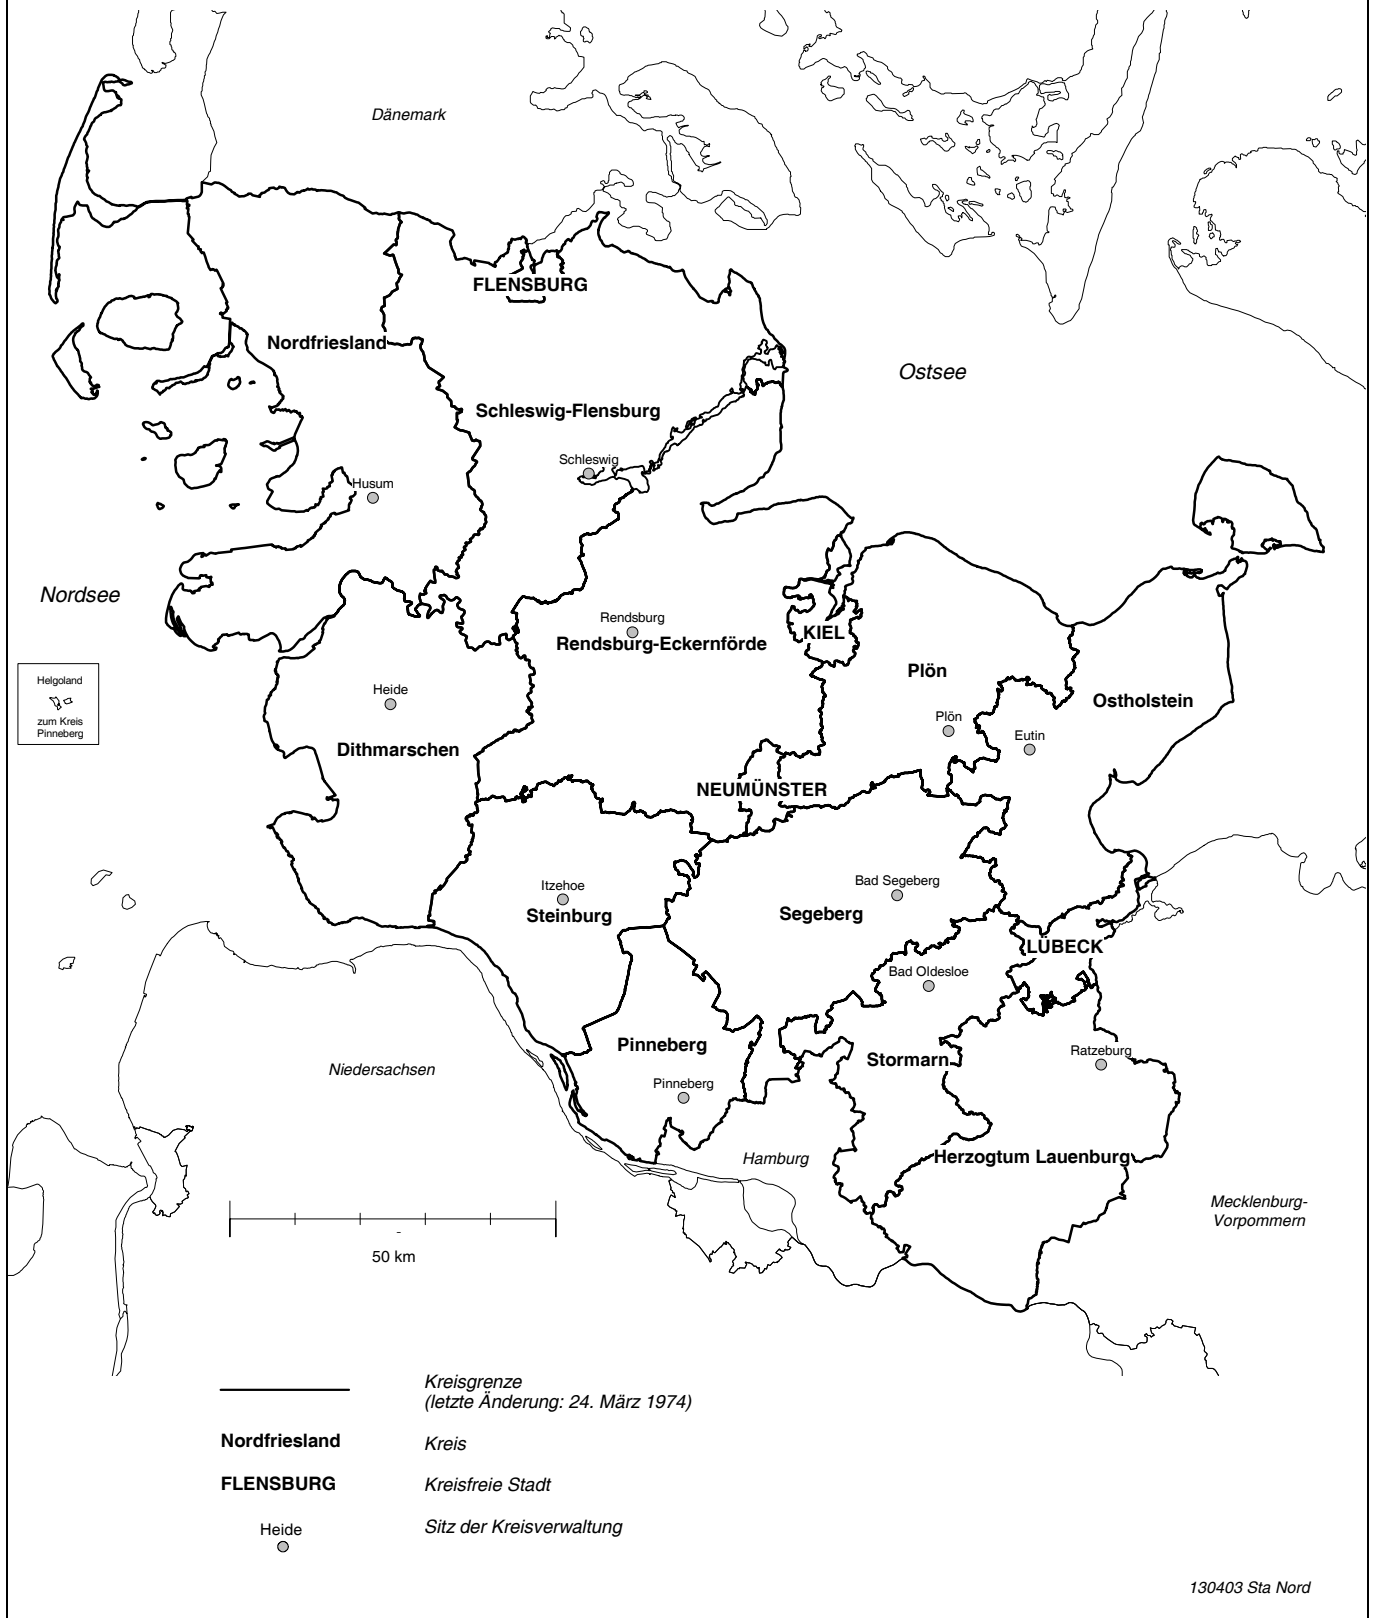 Dänemark
FLENSBURG
Nordfriesland
Ostsee
Schleswig-Flensburg
Schleswig
Husum
Nordsee
Rendsburg
KIEL
Rendsburg-Eckernförde
Plön
Helgoland
zum Kreis
Pinneberg
Heide
Ostholstein
Plön
Eutin
Dithmarschen
NEUMÜNSTER
Itzehoe
Steinburg
Bad Segeberg
Segeberg
LÜBECK
Bad Oldesloe
Pinneberg
Stormarn
Ratzeburg
Niedersachsen
Pinneberg
Hamburg
Herzogtum Lauenburg
Mecklenburg-
Vorpommern
50 km
Kreisgrenze
(letzte Änderung: 24. März 1974)
Nordfriesland Kreis
FLENSBURG Kreisfreie Stadt
Heide Sitz der Kreisverwaltung
130403 Sta Nord